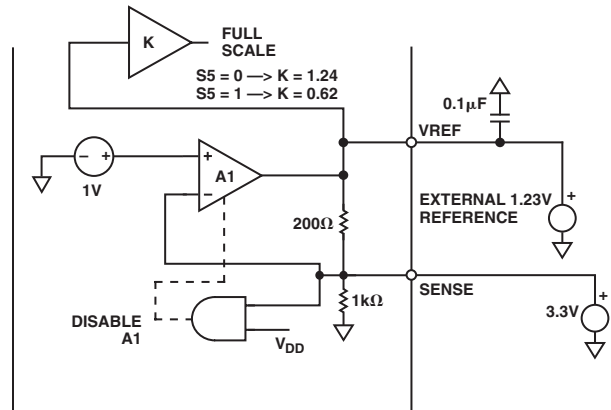 K
FULL
SCALE
S5 = 0 —> K = 1.24
S5 = 1 —> K = 0.62
0.1μF
VREF
− +
1V
+
A1
−
200Ω
EXTERNAL 1.23V
REFERENCE
+
SENSE
1kΩ
DISABLE
A1
VDD
3.3V
+